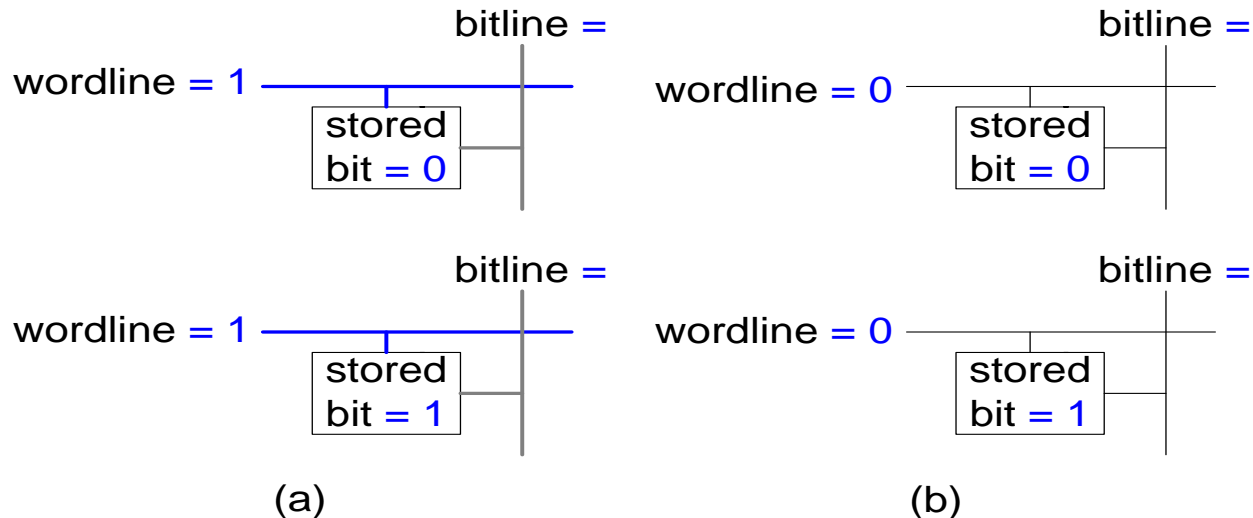 bitline =
wordline = 1
stored
bit = 0
bitline =
wordline = 0
stored
bit = 0
bitline =
wordline = 1
stored
bit = 1
bitline =
wordline = 0
stored
bit = 1
(a)
(b)